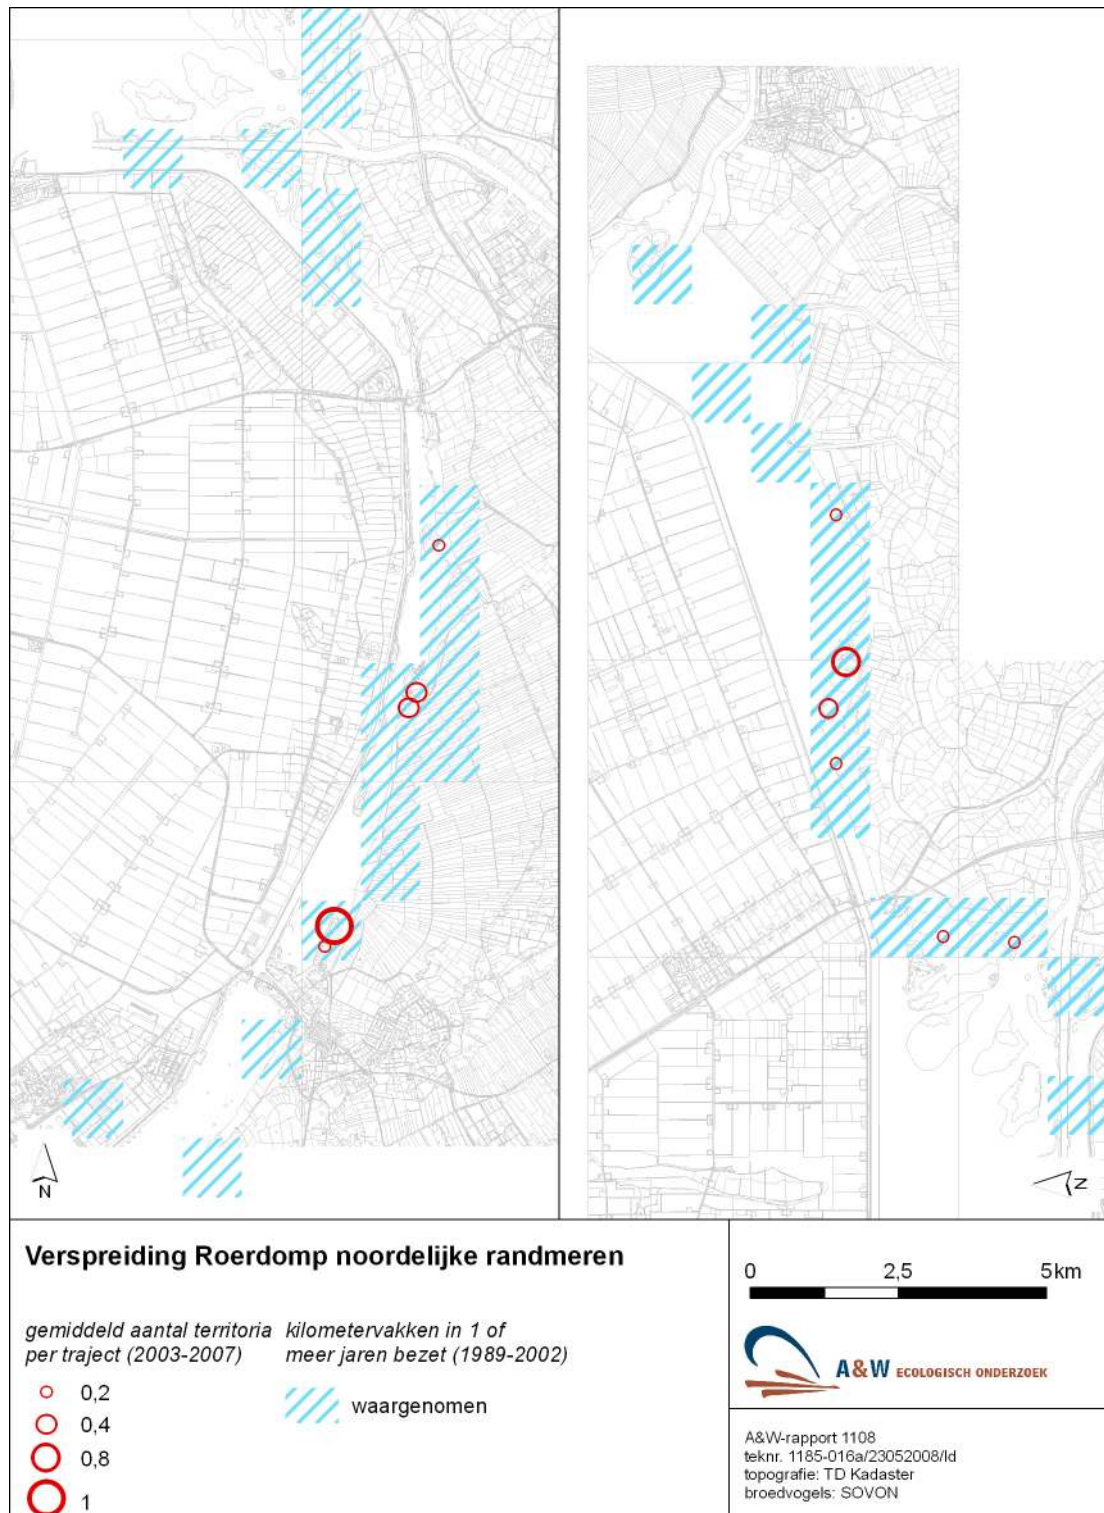 N
N
Verspreiding Roerdomp noordelijke randmeren
gemiddeld aantal territoria
per traject (2003-2007)
0,2
0,4
0,8
1
kilometervakken in 1 of
meer jaren bezet (1989-2002)
waargenomen
0 2,5 5km
A&W ECOLOGISCH ONDERZOEK
A&W-rapport 1108
teknr. 1185-016a/23052008/ld
topografie: TD Kadaster
broedvogels: SOVON